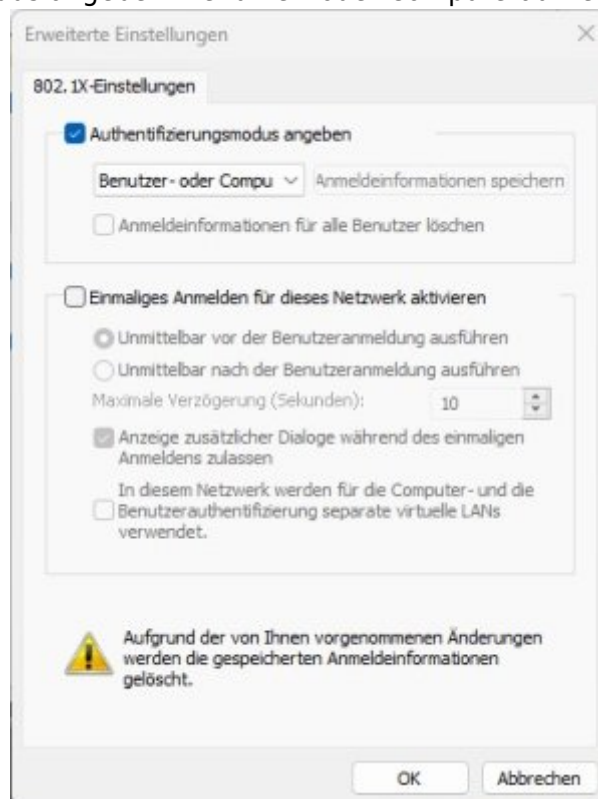 Erweiterte Einstellungen
802.1X-Einstellungen
Authentifizierungsmodus angeben
Benutzer- oder Compu Anmeldeinformationen speichern
Anmeldeinformationen für alle Benutzer löschen
Einmaliges Anmelden für dieses Netzwerk aktivieren
Unmittelbar vor der Benutzeranmeldung ausführen
Unmittelbar nach der Benutzeranmeldung ausführen
Maximale Verzögerung (Sekunden): 10
Anzeige zusätzlicher Dialoge während des einmaligen
Anmeldens zulassen
In diesem Netzwerk werden für die Computer- und die
Benutzerauthentifizierung separate virtuelle LANs
verwendet.
Aufgrund der von Ihnen vorgenommenen Änderungen
werden die gespeicherten Anmeldeinformationen
gelöscht.
OK Abbrechen